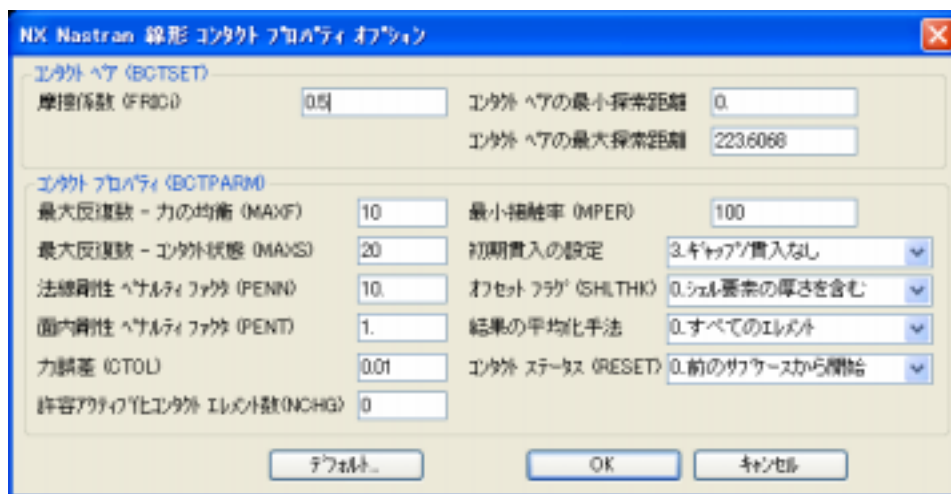 NX Nastran 線形 コンタクト プロパティ オプション
コンタクト ペア (BCTSET)
摩擦係数 (FRICi) 0.5
コンタクト ペアの最小探索距離 0.
コンタクト ペアの最大探索距離 223.6068
コンタクト プロパティ (BCTPARM)
最大反復数 - 力の均衡 (MAXF) 10
最小接触率 (MPER) 100
最大反復数 - コンタクト状態 (MAXS) 20
初期貫入の設定 3.ギャップ/貫入なし
法線剛性 ペナルティ ファクタ (PENN) 10.
オフセット フラグ (SHLTHK) 0.シェル要素の厚さを含む
面内剛性 ペナルティ ファクタ (PENT) 1.
結果の平均化手法 0.すべてのエレメント
力誤差 (CTOL) 0.01
コンタクト ステータス (RESET) 0.前のサブケースから開始
許容アクティブ化コンタクト エレメント数(NCHG) 0
デフォルト...
OK
キャンセル